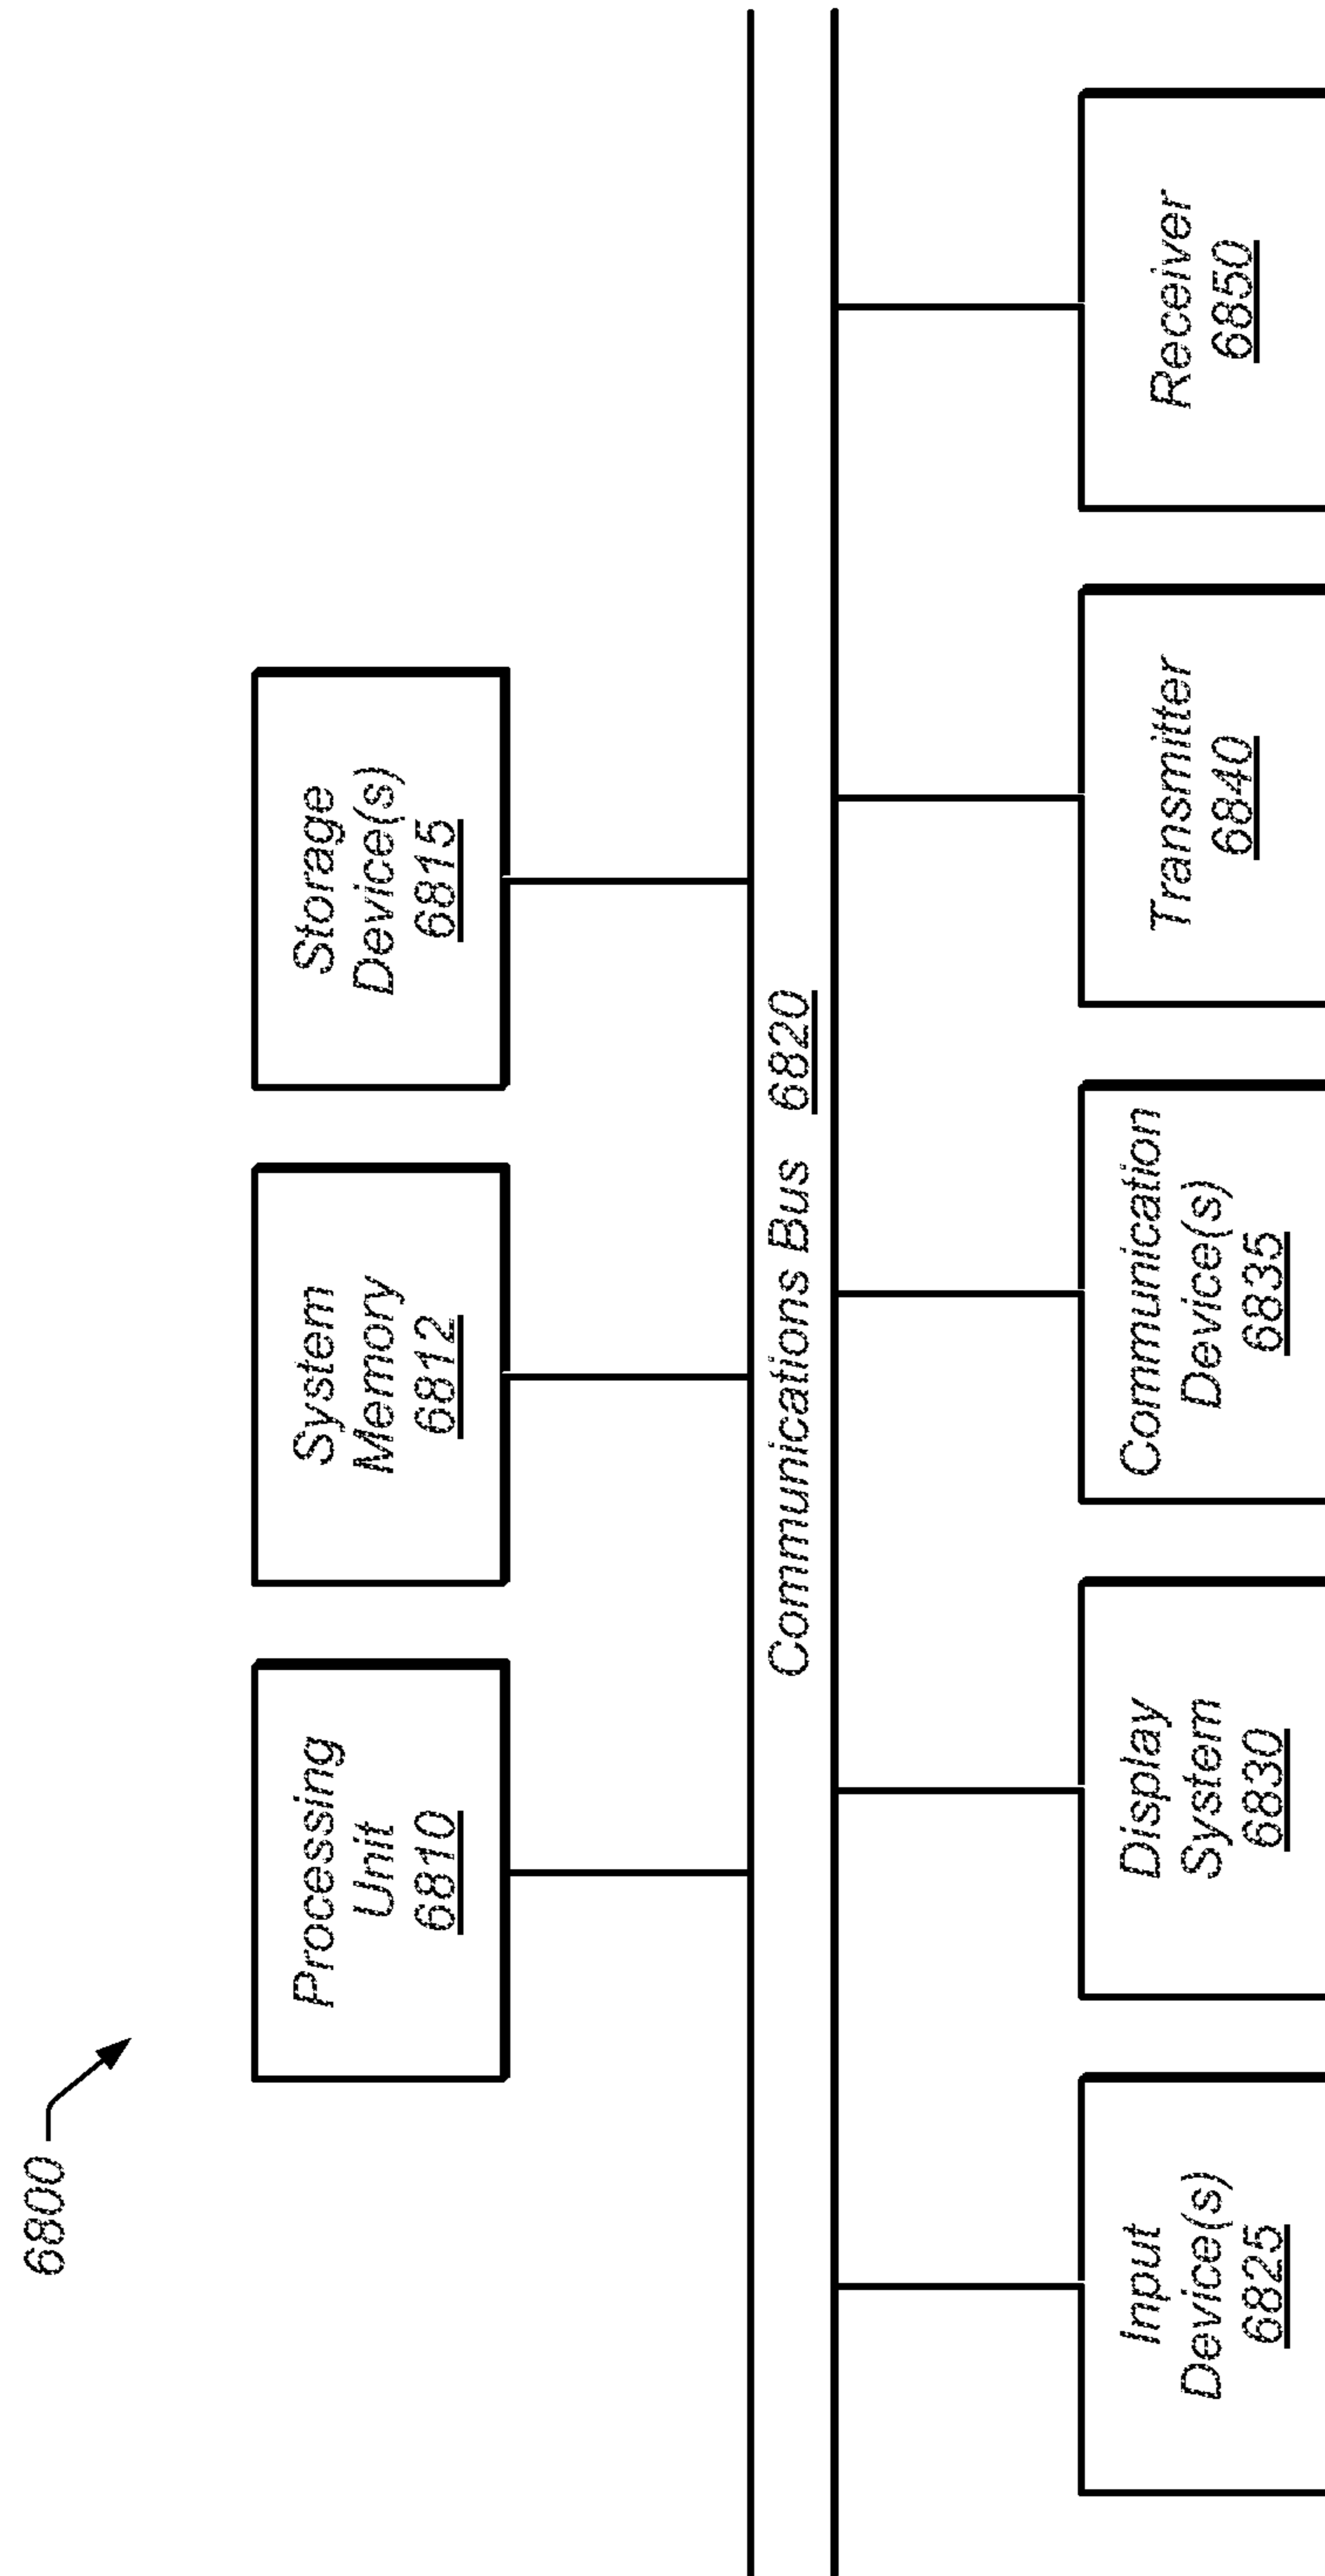 6800
Processing
Unit
6810
System
Memory
6812
Storage
Device(s)
6815
Communications Bus 6820
Input
Device(s)
6825
Display
System
6830
Communication
Device(s)
6835
Transmitter
6840
Receiver
6850